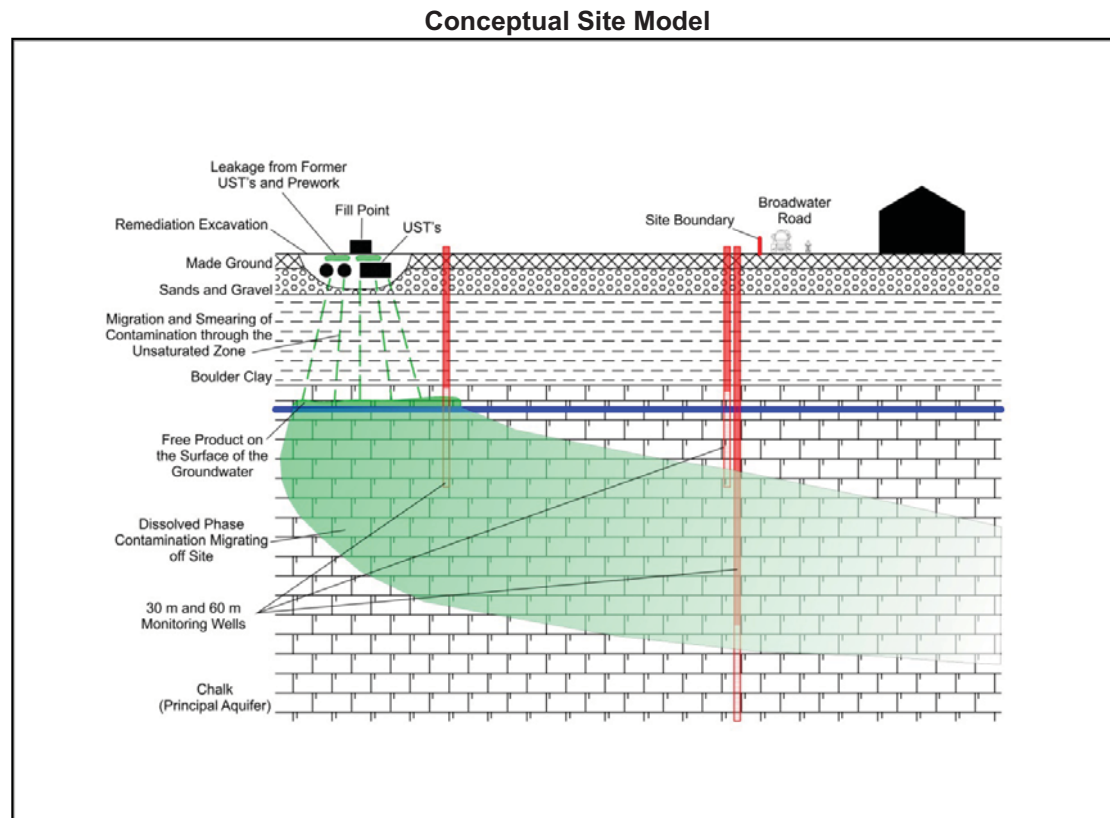 Conceptual Site Model
Leakage from Former
UST's and Prework
Fill Point
Remediation Excavation
UST's
Site Boundary
Broadwater
Road
Made Ground
Sands and Gravel
Migration and Smearing of
Contamination through the
Unsaturated Zone
Boulder Clay
Free Product on
the Surface of the
Groundwater
Dissolved Phase
Contamination Migrating
off Site
30 m and 60 m
Monitoring Wells
Chalk
(Principal Aquifer)